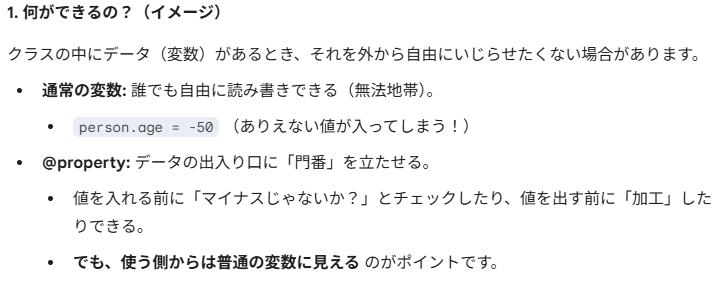 1. 何ができるの？（イメージ）
クラスの中にデータ（変数）があるとき、それを外から自由にいじらせたくない場合があります。
• 通常の変数: 誰でも自由に読み書きできる（無法地帯）。
• person.age = -50 （ありえない値が入ってしまう！）
• @property: データの出入り口に「門番」を立たせる。
• 値を入れる前に「マイナスじゃないか？」とチェックしたり、値を出す前に「加工」した
りできる。
• でも、使う側からは普通の変数に見える のがポイントです。